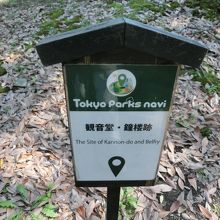 Tokyo Parks navi
観音堂・鐘楼跡
The Site of Kannon-do and Belfry